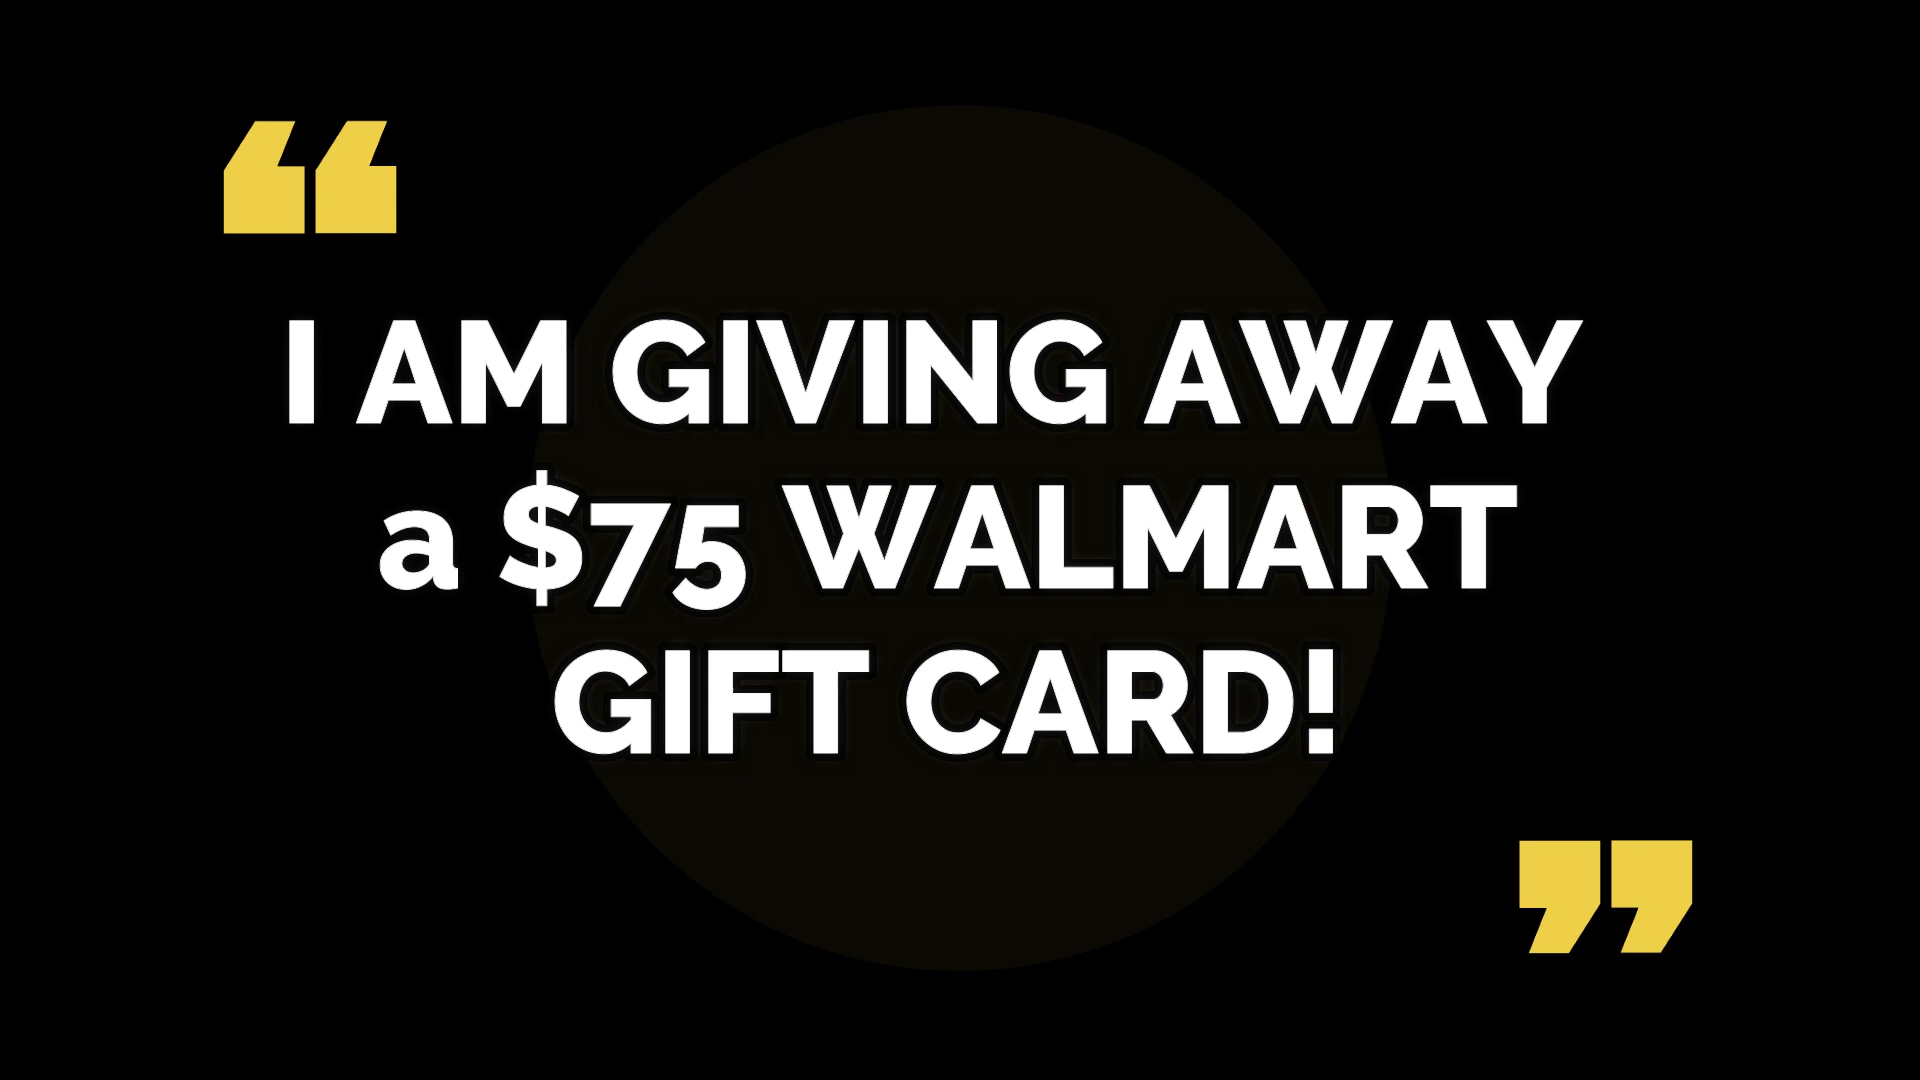 “
I AM GIVING AWAY
a $75 WALMART
GIFT CARD!
”